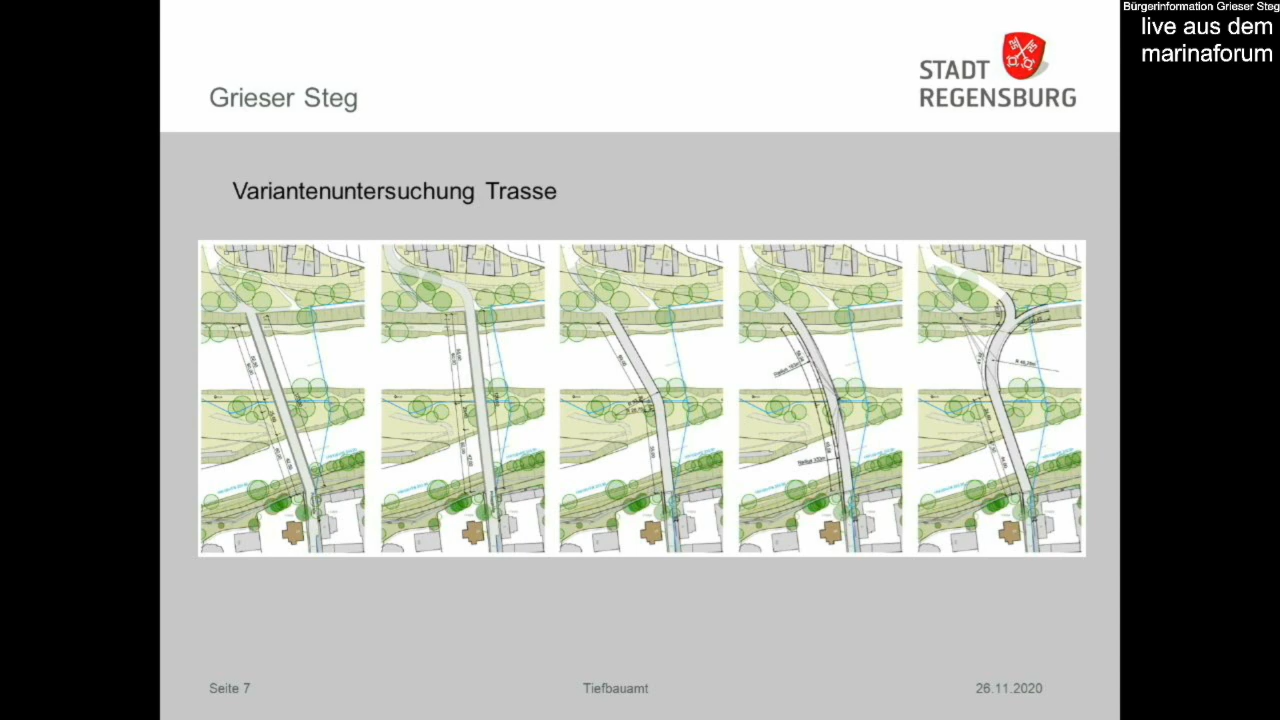 Bürgerinformation Grieser Steg
live aus dem
marinaforum
STADT
REGENSBURG
Grieser Steg
Variantenuntersuchung Trasse
Seite 7
Tiefbauamt
26.11.2020